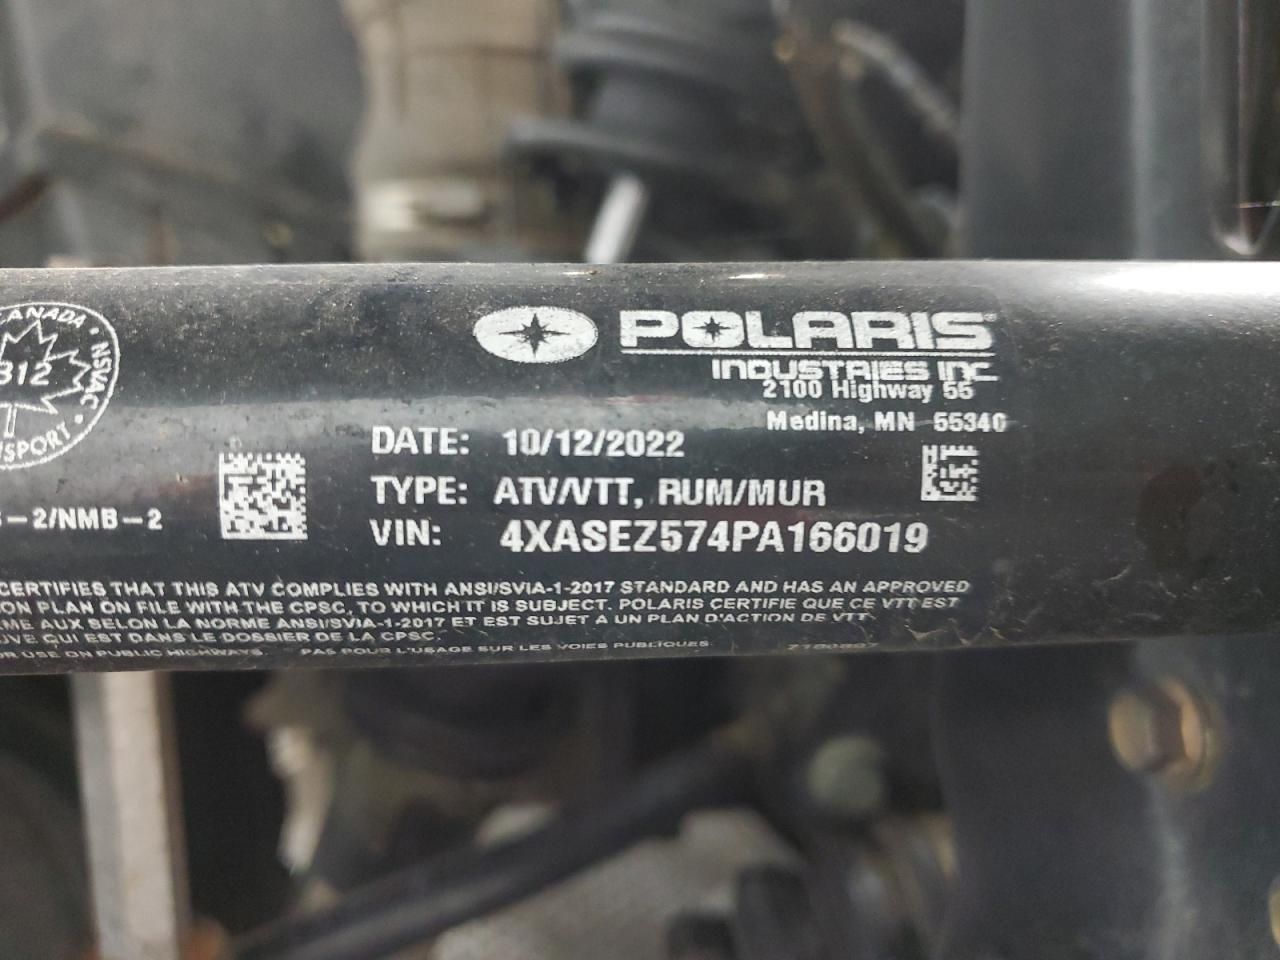 CANADA
NSVAC
312
SPORT
-2/NMB-2
POLARIS
INDUSTRIES INC
2100 Highway 55
Medina, MN 55340
DATE: 10/12/2022
TYPE: ATV/VTT, RUM/MUR
VIN: 4XASEZ574PA166019
CERTIFIES THAT THIS ATV COMPLIES WITH ANSI/SVIA-1-2017 STANDARD AND HAS AN APPROVED
ON PLAN ON FILE WITH THE CPSC, TO WHICH IT IS SUBJECT. POLARIS CERTIFIE QUE CE VTT EST
ME AUX SELON LA NORME ANSI/SVIA-1-2017 ET EST SUJET A UN PLAN D'ACTION DE VTT
UVE QUI EST DANS LE DOSSIER DE LA CPSC.
OR USE ON PUBLIC HIGHWAYS. PAS POUR L'USAGE SUR LES VOIES PUBLIQUES.